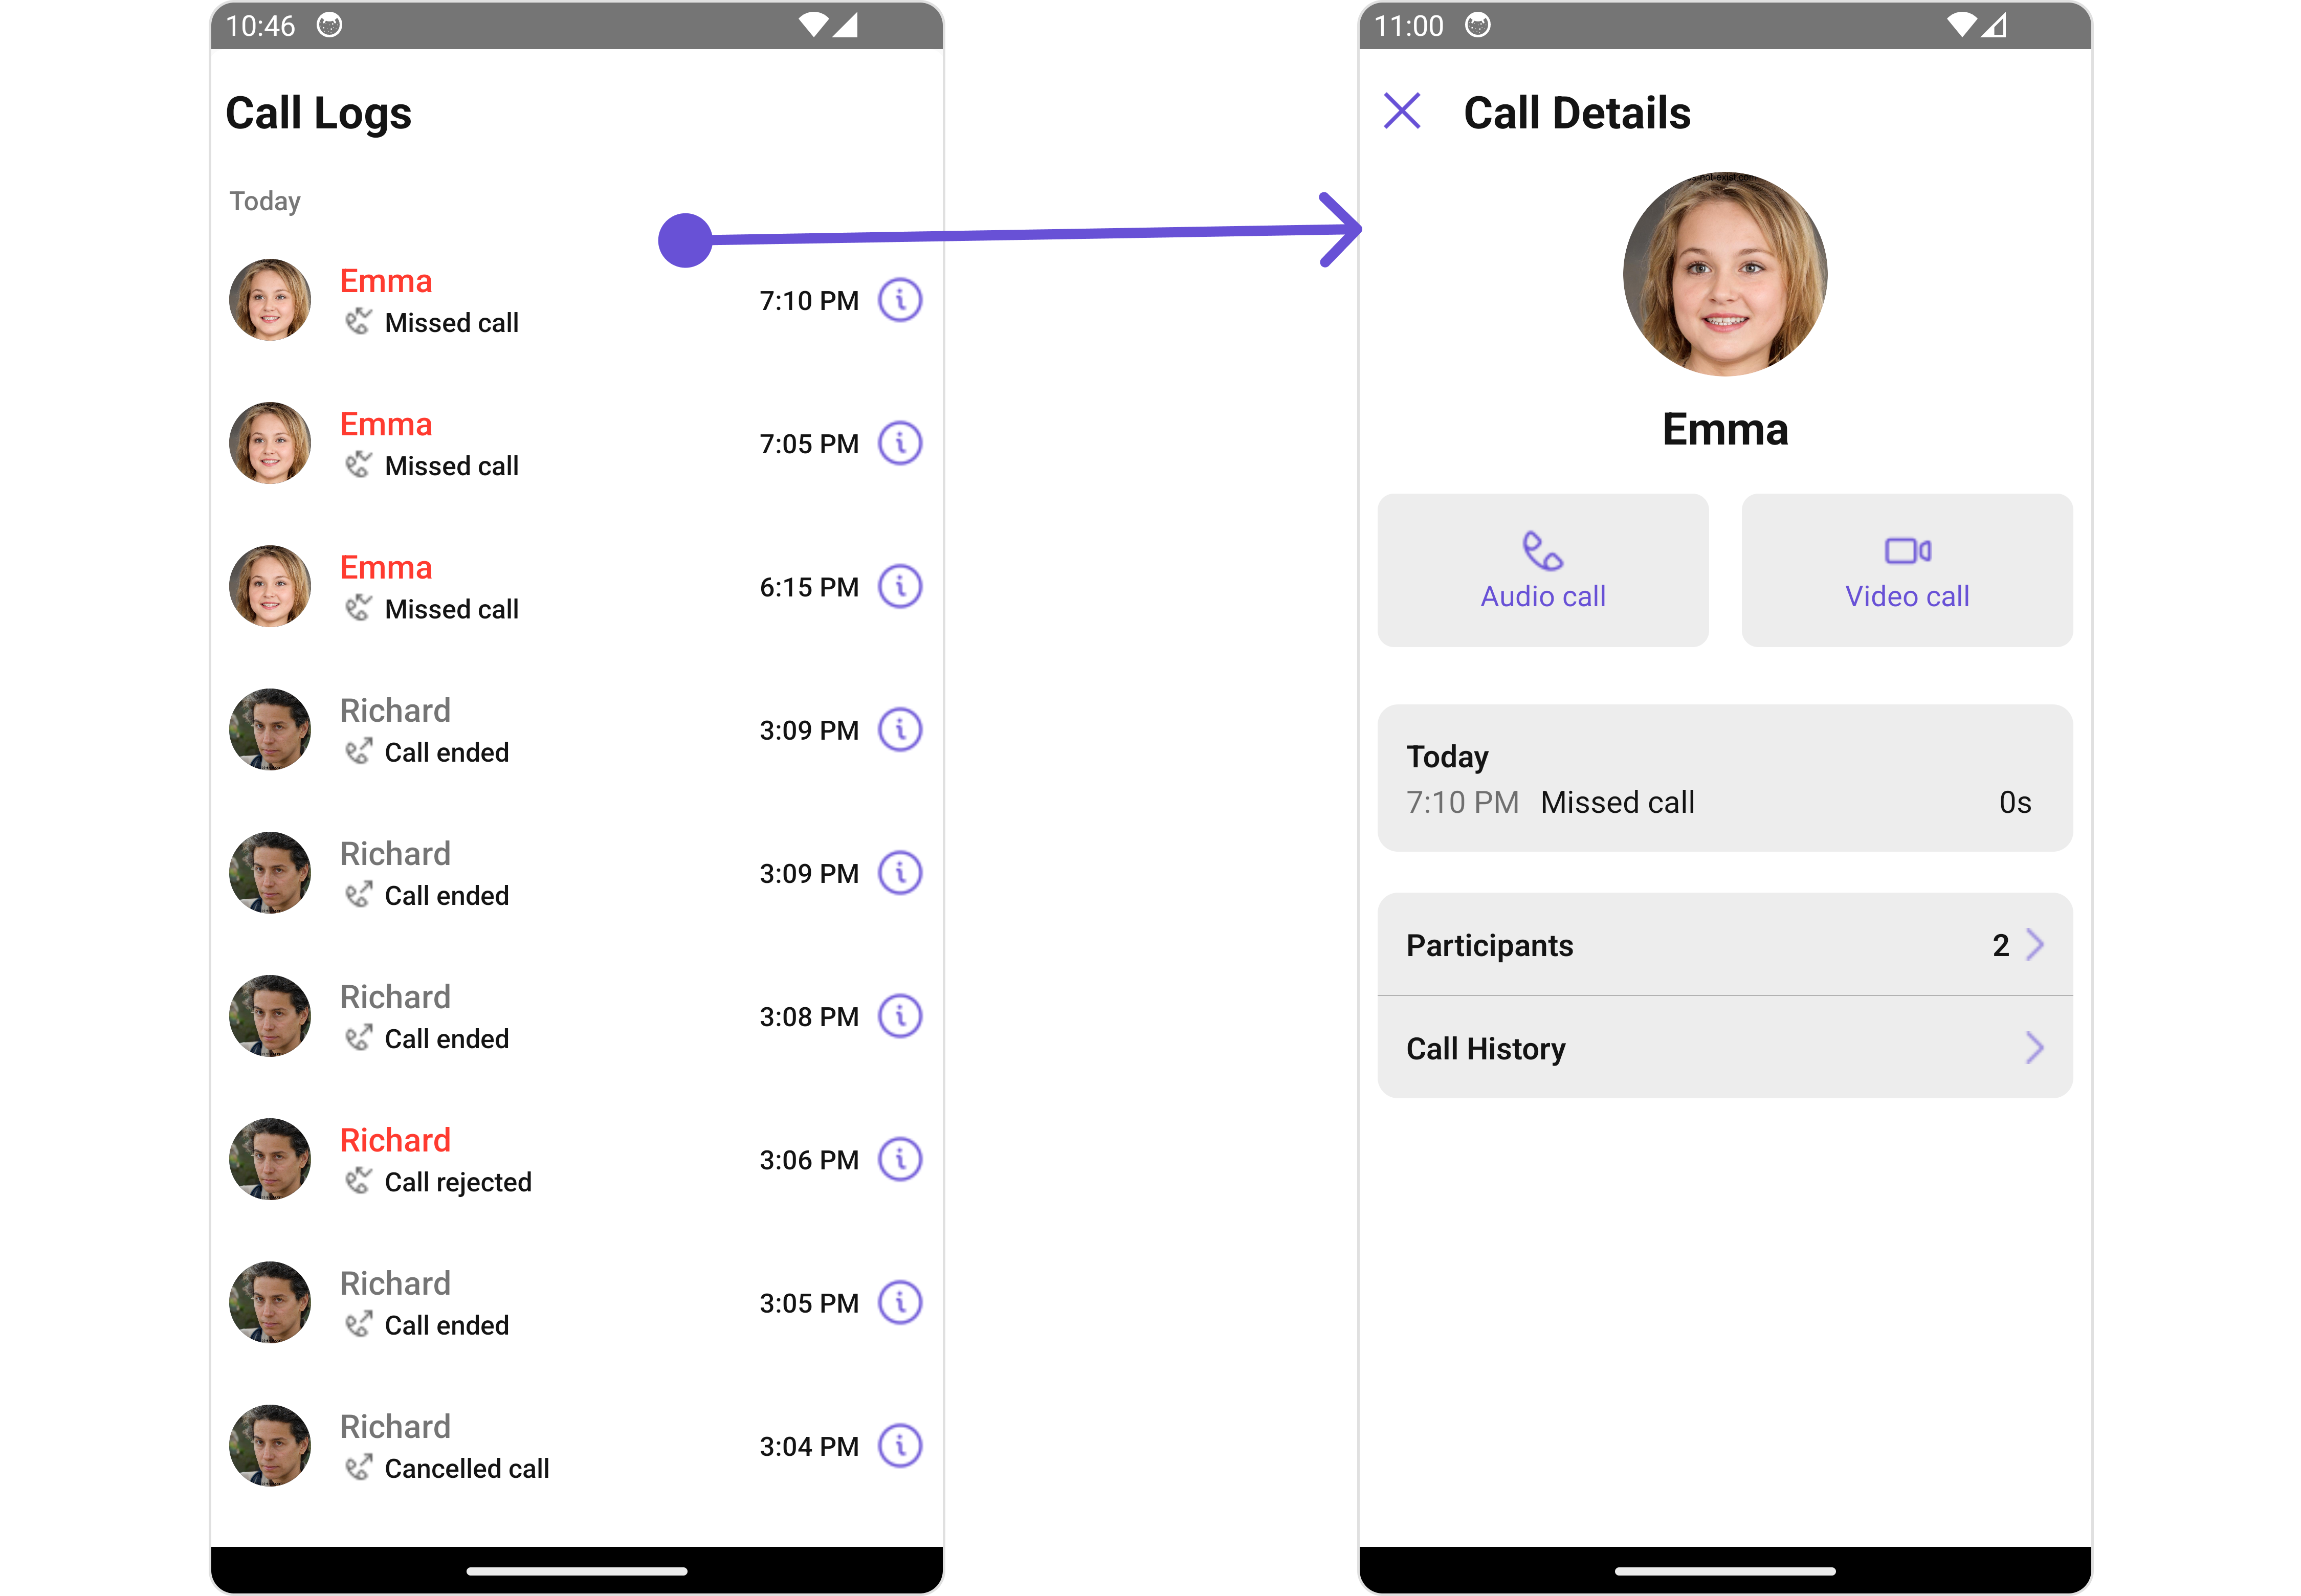 10:46
Call Logs
Today
Emma
Missed call
7:10 PM
Emma
Missed call
7:05 PM
Emma
Missed call
6:15 PM
Richard
Call ended
3:09 PM
Richard
Call ended
3:09 PM
Richard
Call ended
3:08 PM
Richard
Call rejected
3:06 PM
Richard
Call ended
3:05 PM
Richard
Cancelled call
3:04 PM
11:00
Call Details
Emma
Audio call
Video call
Today
7:10 PM Missed call 0s
Participants 2
Call History